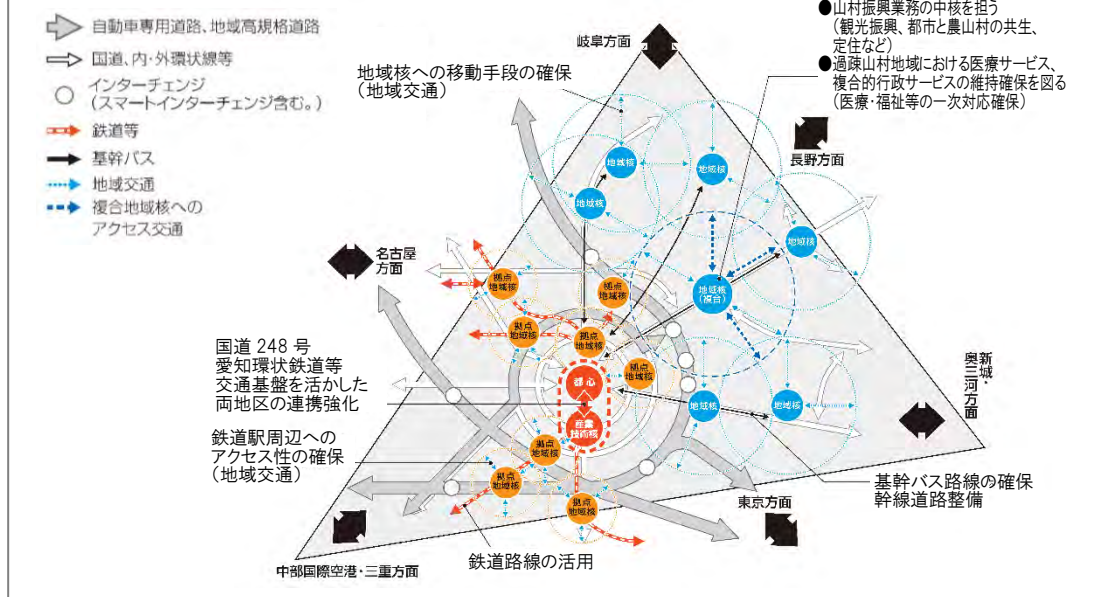 自動車専用道路、地域高規格道路
国道、内・外環状線等
インターチェンジ
(スマートインターチェンジ含む。)
鉄道等
基幹バス
地域交通
複合地域核への
アクセス交通
●山村振興業務の中核を担う
(観光振興、都市と農山村の共生、
定住など)
●過疎山村地域における医療サービス、
複合的行政サービスの維持確保を図る
(医療・福祉等の一次対応確保)
岐阜方面
地域核への移動手段の確保
(地域交通)
長野方面
地域核
地域核
地域核
地域核
名古屋
方面
拠点
地域核
拠点
地域核
地域核
(複合)
拠点
地域核
拠点
地域核
国道 248 号
愛知環状鉄道等
交通基盤を活かした
両地区の連携強化
拠点
地域核
都心
産業
技術核
地域核
地域核
新城・
奥三河方面
鉄道駅周辺への
アクセス性の確保
(地域交通)
拠点
地域核
拠点
地域核
拠点
地域核
基幹バス路線の確保
幹線道路整備
東京方面
鉄道路線の活用
中部国際空港・三重方面